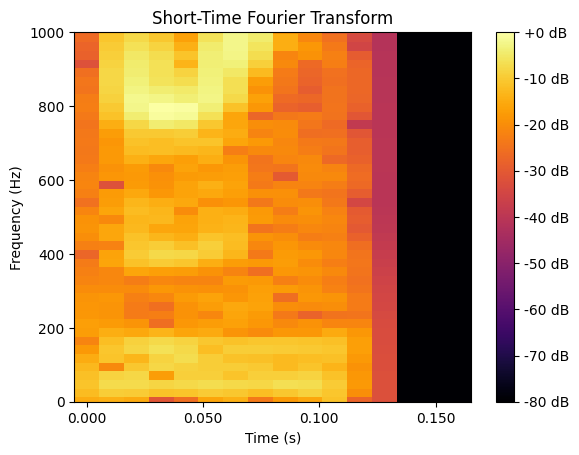 Short-Time Fourier Transform
1000
800
600
400
200
0
Frequency (Hz)
0.000
0.050
0.100
0.150
Time (s)
+0 dB
-10 dB
-20 dB
-30 dB
-40 dB
-50 dB
-60 dB
-70 dB
-80 dB